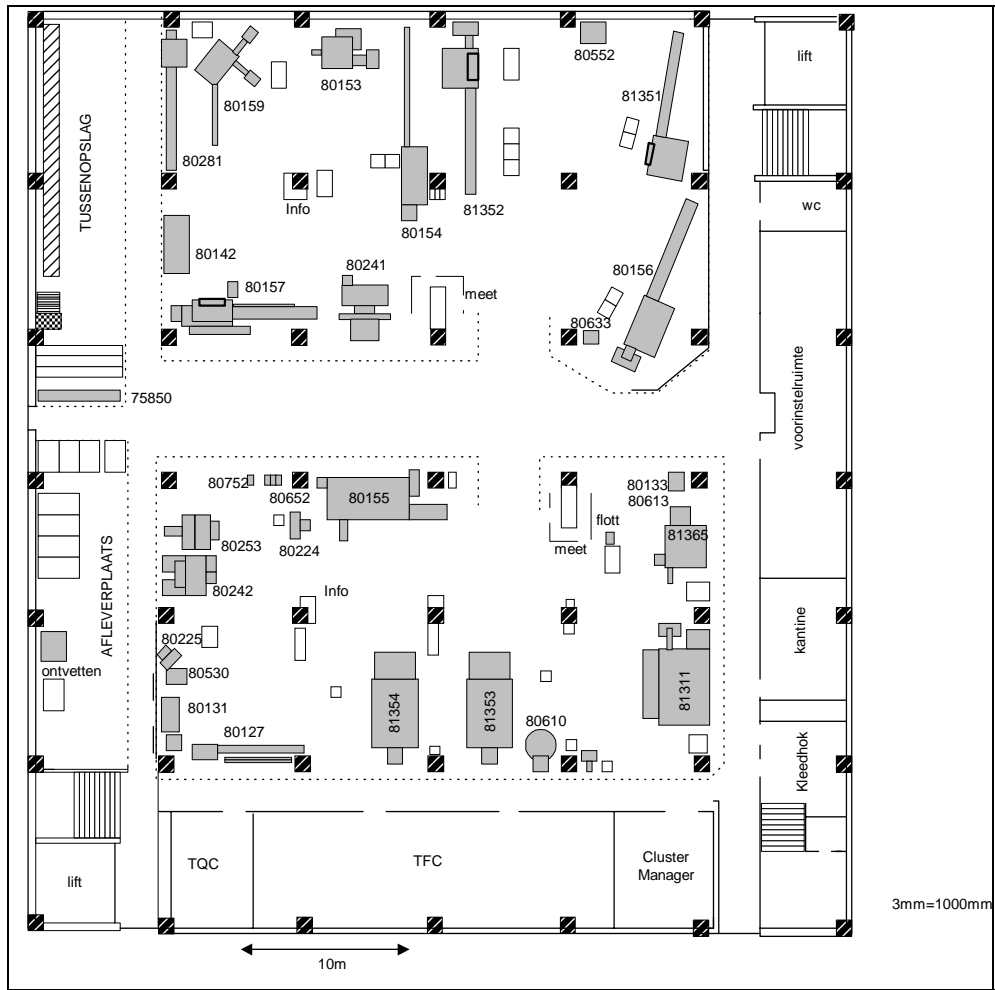 lift
80552
80153
80159
81351
TUSSENOPSLAG
80281
wc
Info
81352
80154
80142
80241
80156
80157
meet
80633
75850
voorinstelruimte
80752
80652
80155
80133
80613
flott
81365
80253
80224
meet
80242
Info
AFLEVERPLAATS
kantine
80225
ontvetten
80530
80131
81354
81353
81311
80610
80127
Kleedhok
TQC
TFC
Cluster
Manager
lift
3mm=1000mm
10m